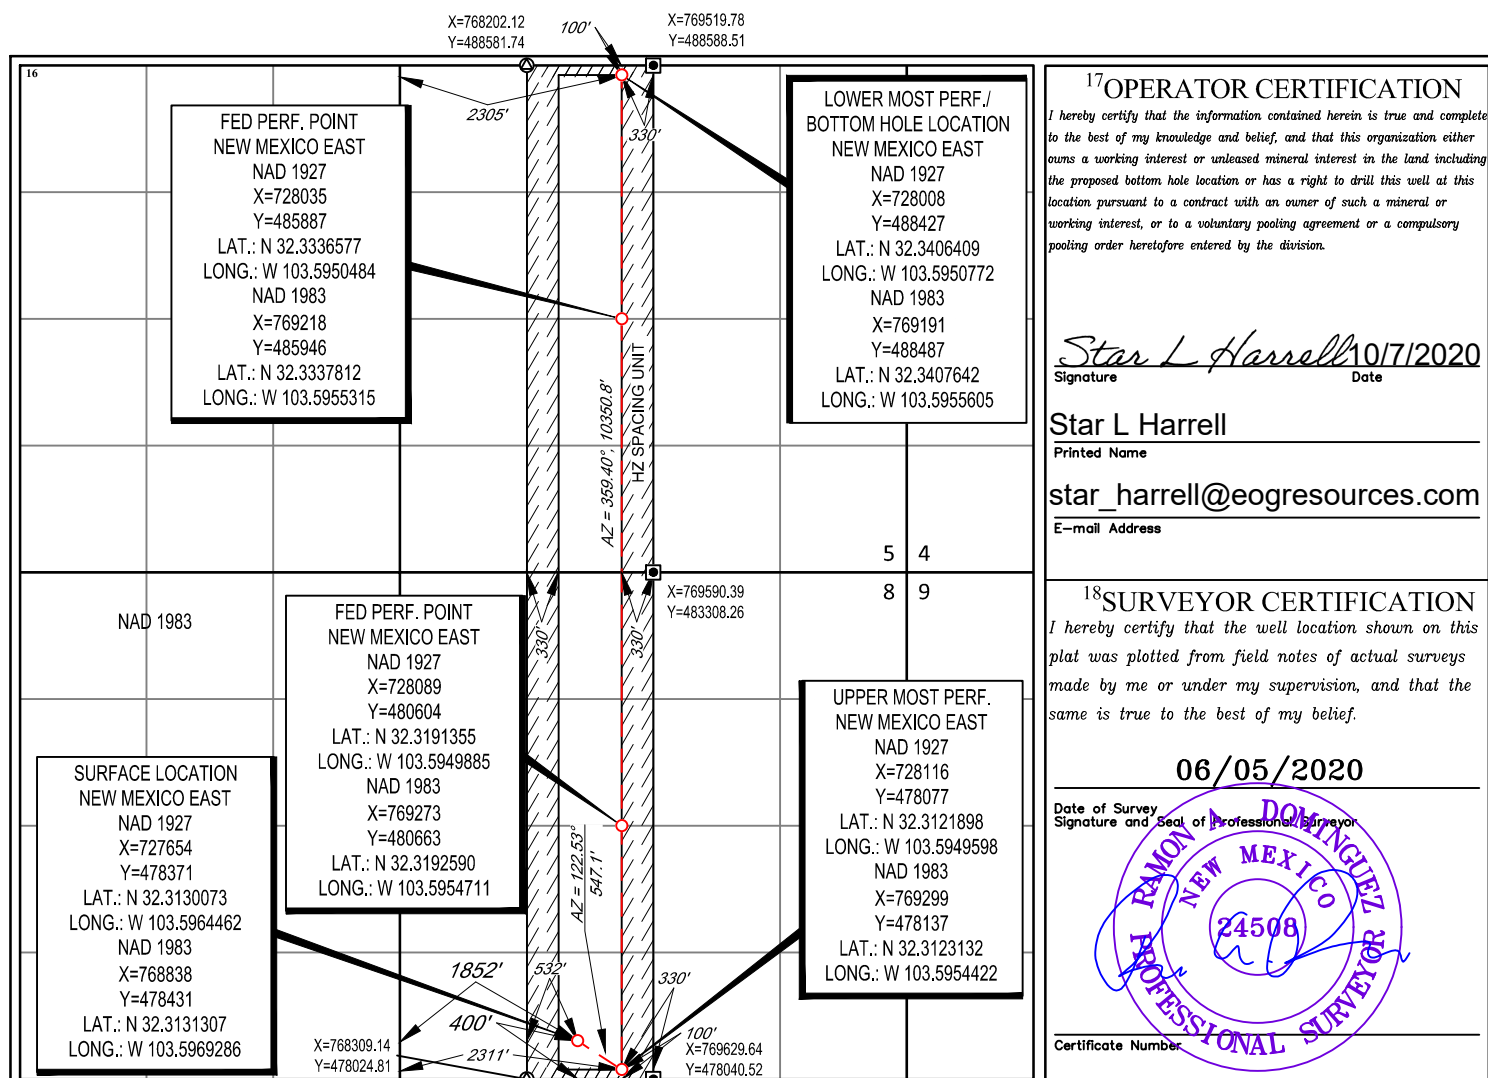 X=768202.12
Y=488581.74
100'
X=769519.78
Y=488588.51
16
2305'
330'
FED PERF. POINT
NEW MEXICO EAST
NAD 1927
X=728035
Y=485887
LAT.: N 32.3336577
LONG.: W 103.5950484
NAD 1983
X=769218
Y=485946
LAT.: N 32.3337812
LONG.: W 103.5955315
LOWER MOST PERF./
BOTTOM HOLE LOCATION
NEW MEXICO EAST
NAD 1927
X=728008
Y=488427
LAT.: N 32.3406409
LONG.: W 103.5950772
NAD 1983
X=769191
Y=488487
LAT.: N 32.3407642
LONG.: W 103.5955605
AZ = 359.40°, 10350.8'
HZ SPACING UNIT
5 4
8 9
X=769590.39
Y=483308.26
NAD 1983
330'
330'
FED PERF. POINT
NEW MEXICO EAST
NAD 1927
X=728089
Y=480604
LAT.: N 32.3191355
LONG.: W 103.5949885
NAD 1983
X=769273
Y=480663
LAT.: N 32.3192590
LONG.: W 103.5954711
UPPER MOST PERF.
NEW MEXICO EAST
NAD 1927
X=728116
Y=478077
LAT.: N 32.3121898
LONG.: W 103.5949598
NAD 1983
X=769299
Y=478137
LAT.: N 32.3123132
LONG.: W 103.5954422
SURFACE LOCATION
NEW MEXICO EAST
NAD 1927
X=727654
Y=478371
LAT.: N 32.3130073
LONG.: W 103.5964462
NAD 1983
X=768838
Y=478431
LAT.: N 32.3131307
LONG.: W 103.5969286
AZ = 122.53°
547.1'
1852'
532'
330'
400'
100'
2311'
X=768309.14
Y=478024.81
X=769629.64
Y=478040.52
17OPERATOR CERTIFICATION
I hereby certify that the information contained herein is true and complete
to the best of my knowledge and belief, and that this organization either
owns a working interest or unleased mineral interest in the land including
the proposed bottom hole location or has a right to drill this well at this
location pursuant to a contract with an owner of such a mineral or
working interest, or to a voluntary pooling agreement or a compulsory
pooling order heretofore entered by the division.
Star L Harrell 10/7/2020
Signature Date
Star L Harrell
Printed Name
star_harrell@eogresources.com
E-mail Address
18SURVEYOR CERTIFICATION
I hereby certify that the well location shown on this
plat was plotted from field notes of actual surveys
made by me or under my supervision, and that the
same is true to the best of my belief.
06/05/2020
Date of Survey
Signature and Seal of Professional Surveyor
RAMON A. DOMINGUEZ
NEW MEXICO
24508
PROFESSIONAL SURVEYOR
Certificate Number